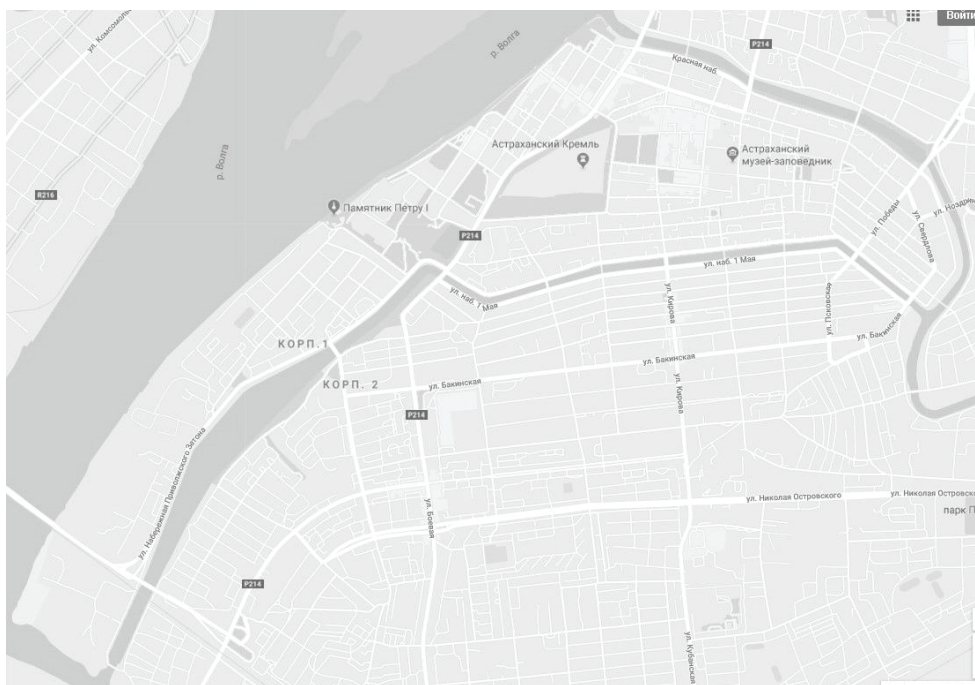 Войти
ул. Комсомол
р. Волга
P214
Красная наб.
р. Волга
Астраханский Кремль
Астраханский
музей-заповедник
R216
Памятник Петру I
P214
ул. Победы
ул. Свердлова
ул. Ноздрин
ул. наб. 1 Мая
ул. наб. 1 Мая
ул. Кирова
ул. Псковская
ул. Бакинская
КОРП.1
КОРП. 2
ул. Бакинская
ул. Бакинская
ул. Кирова
P214
ул. Набережная Приволжского Затона
ул. Боевая
ул. Николая Островского
ул. Николая Островско
парк П
P214
ул. Кубанская